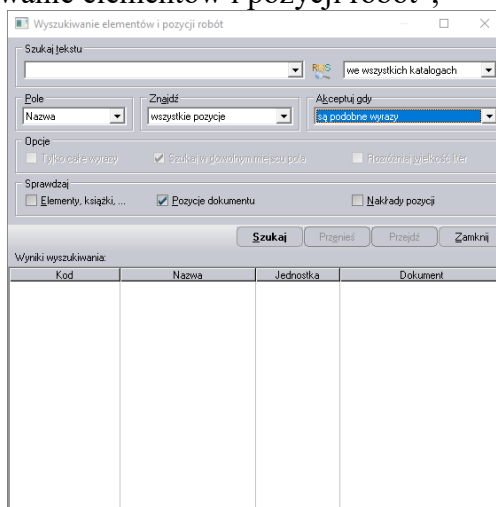 wanie elementów i pozycji robót",
Wyszukiwanie elementów i pozycji robót
Szukaj tekstu
RMS we wszystkich katalogach
Pole Znajdź Akceptuj gdy
Nazwa wszystkie pozycje są podobne wyrazy
Opcje
Tylko całe wyrazy Szukaj w dowolnym miejscu pola Rozróżniaj wielkości liter
Sprawdzaj
Elementy, książki, ... Pozycje dokumentu Nakłady pozycji
Szukaj Przenieś Przejdź Zamknij
Wyniki wyszukiwania:
Kod Nazwa Jednostka Dokument